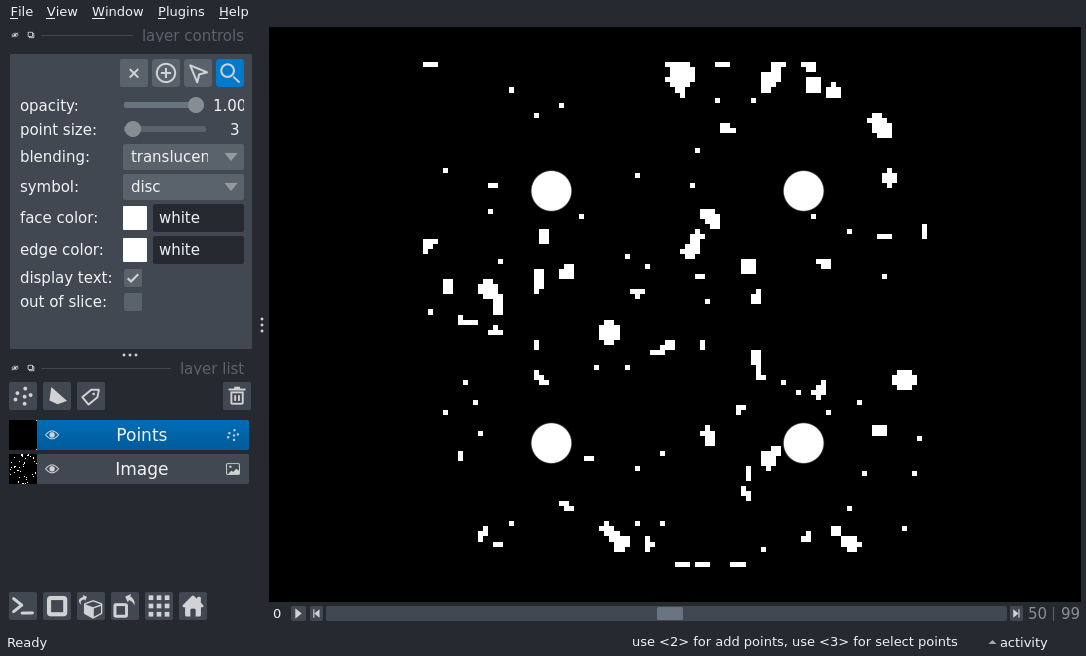 File View Window Plugins Help
layer controls
opacity: 1.00
point size: 3
blending: translucen
symbol: disc
face color: white
edge color: white
display text:
out of slice:
layer list
Points
Image
0 50 99
Ready use <2> for add points, use <3> for select points activity